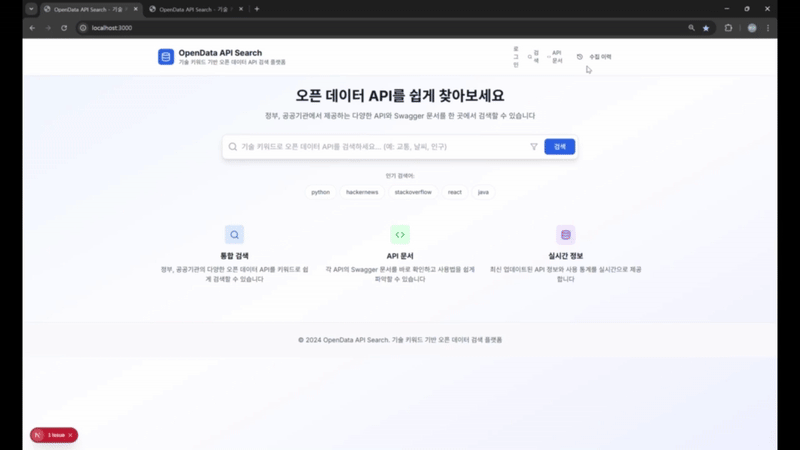 OpenData API Search - 기술 키
OpenData API Search - 기술 키
localhost:3000
OpenData API Search
기술 키워드 기반 오픈 데이터 API 검색 플랫폼
로그인
검색
API 문서
수집 이력
오픈 데이터 API를 쉽게 찾아보세요
정부, 공공기관에서 제공하는 다양한 API와 Swagger 문서를 한 곳에서 검색할 수 있습니다
기술 키워드로 오픈 데이터 API를 검색하세요... (예: 교통, 날씨, 인구)
검색
인기 검색어:
python hackernews stackoverflow react java
통합 검색
정부, 공공기관의 다양한 오픈 데이터 API를 키워드로 쉽
게 검색할 수 있습니다
API 문서
각 API의 Swagger 문서를 바로 확인하고 사용법을 쉽게
파악할 수 있습니다
실시간 정보
최신 업데이트된 API 정보와 사용 통계를 실시간으로 제공
합니다
© 2024 OpenData API Search. 기술 키워드 기반 오픈 데이터 검색 플랫폼
N
1 Issue